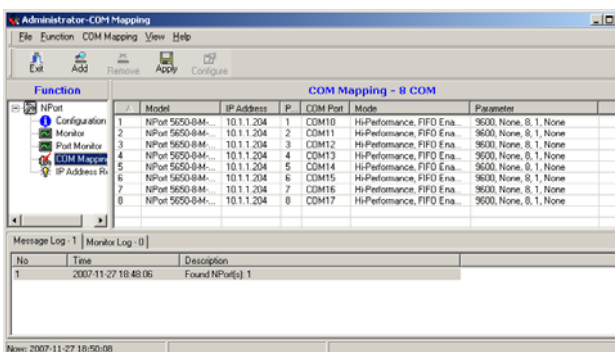 Administrator-COM Mapping
File Function COM Mapping View Help
Exit Add Remove Apply Configure
Function
COM Mapping - 8 COM
NPort
Configuration
Monitor
Port Monitor
COM Mappin
IP Address Re
Model IP Address P... COM Port Mode Parameter
1 NPort 5650-8-M-... 10.1.1.204 1 COM10 Hi-Performance, FIFO Ena... 9600, None, 8, 1, None
2 NPort 5650-8-M-... 10.1.1.204 2 COM11 Hi-Performance, FIFO Ena... 9600, None, 8, 1, None
3 NPort 5650-8-M-... 10.1.1.204 3 COM12 Hi-Performance, FIFO Ena... 9600, None, 8, 1, None
4 NPort 5650-8-M-... 10.1.1.204 4 COM13 Hi-Performance, FIFO Ena... 9600, None, 8, 1, None
5 NPort 5650-8-M-... 10.1.1.204 5 COM14 Hi-Performance, FIFO Ena... 9600, None, 8, 1, None
6 NPort 5650-8-M-... 10.1.1.204 6 COM15 Hi-Performance, FIFO Ena... 9600, None, 8, 1, None
7 NPort 5650-8-M-... 10.1.1.204 7 COM16 Hi-Performance, FIFO Ena... 9600, None, 8, 1, None
8 NPort 5650-8-M-... 10.1.1.204 8 COM17 Hi-Performance, FIFO Ena... 9600, None, 8, 1, None
Message Log - 1 Monitor Log - 0
No Time Description
1 2007-11-27 18:48:06 Found NPort(s): 1
Now: 2007-11-27 18:50:08